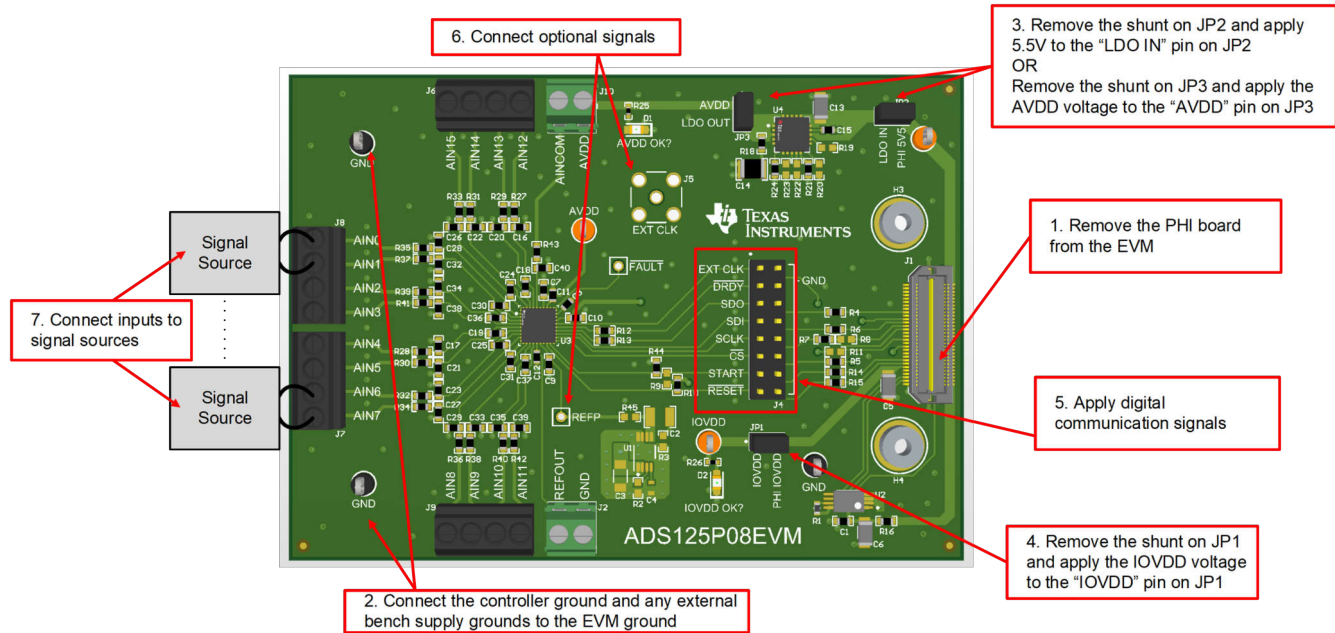 6. Connect optional signals
3. Remove the shunt on JP2 and apply
5.5V to the “LDO IN” pin on JP2
OR
Remove the shunt on JP3 and apply the
AVDD voltage to the “AVDD” pin on JP3
1. Remove the PHI board
from the EVM
5. Apply digital
communication signals
4. Remove the shunt on JP1
and apply the IOVDD voltage
to the “IOVDD” pin on JP1
2. Connect the controller ground and any external
bench supply grounds to the EVM ground
7. Connect inputs to
signal sources
Signal
Source
Signal
Source
J6
J10
AIN15
AIN14
AIN13
AIN12
AINCOM
AVDD
GND
R25
D1
AVDD OK?
AVDD
LDO OUT
JP3
U4
C13
C15
R18
R19
C14
R24
R23
R22
R21
R20
LDO IN
PHI 5V5
J5
EXT CLK
TEXAS
INSTRUMENTS
H3
J8
AIN0
AIN1
AIN2
AIN3
AIN4
AIN5
AIN6
AIN7
J7
R33
R31
R29
R27
C26
C22
C20
C16
R35
R37
C28
C32
R39
R41
C34
C38
R43
C40
C24
C18
C7
C11
C30
C36
C19
C25
C10
U3
R12
R13
R28
R30
C17
C21
C31
C37
C12
C9
R32
R34
C23
C27
C29
C33
C35
C39
R36
R38
R40
R42
AVDD
FAULT
REFP
EXT CLK
DRDY
SDO
SDI
SCLK
CS
START
RESET
GND
J4
J1
R4
R6
R7
R8
R11
R5
R14
R15
C5
R44
R9
R45
C2
R3
U1
C3
R2
C4
IOVDD
R26
D2
IOVDD OK?
JP1
IOVDD
PHI IOVDD
GND
H4
U2
R1
C1
R16
C6
GND
AIN8
AIN9
AIN10
AIN11
REFOUT
GND
J9
J2
ADS125P08EVM